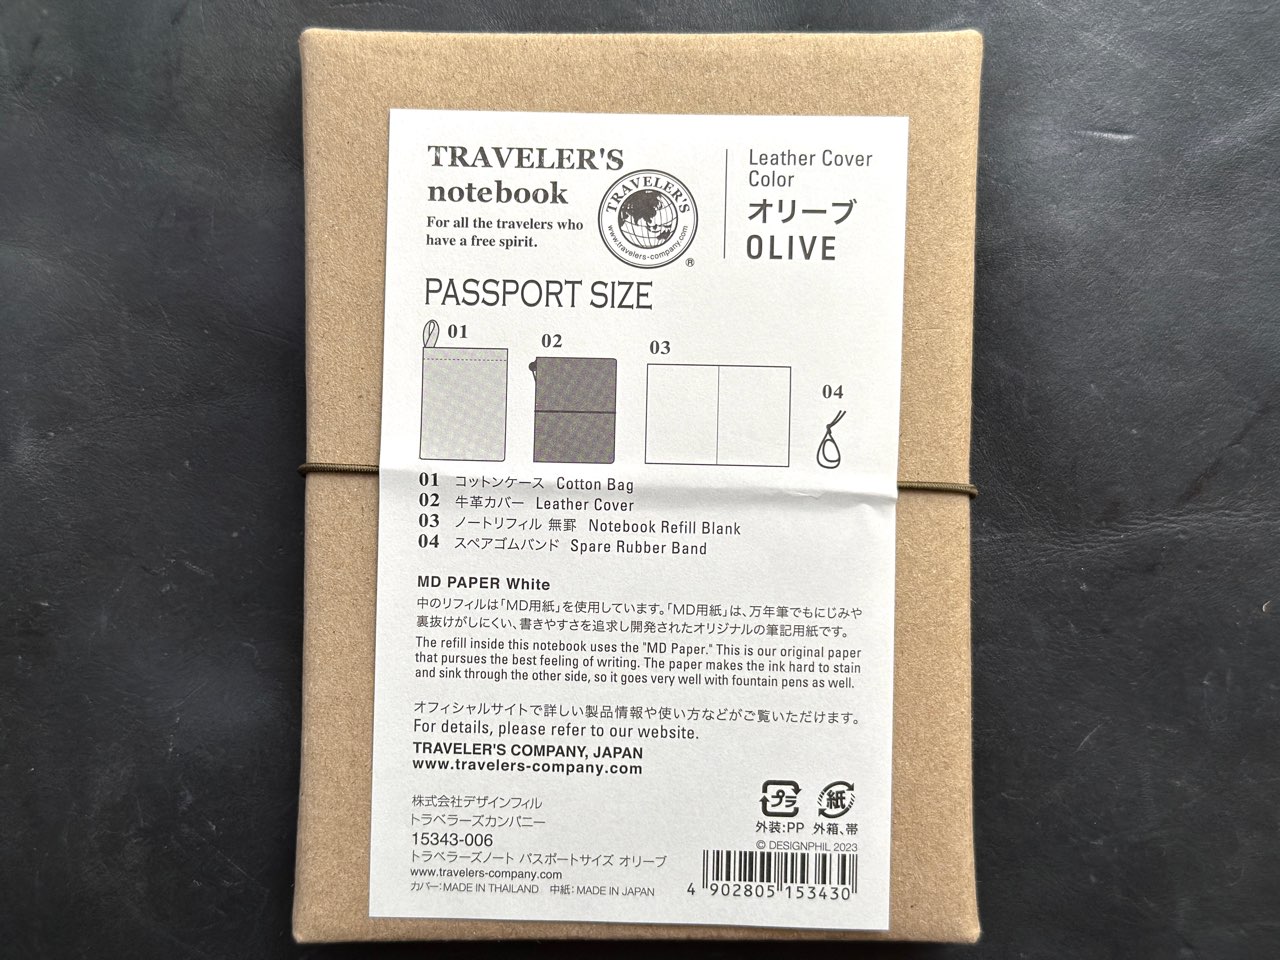 TRAVELER'S
notebook
For all the travelers who
have a free spirit.
TRAVELER'S
www.travelers-company.com
®
Leather Cover
Color
オリーブ
OLIVE
PASSPORT SIZE
01
02
03
04
01 コットンケース Cotton Bag
02 牛革カバー Leather Cover
03 ノートリフィル 無罫 Notebook Refill Blank
04 スペアゴムバンド Spare Rubber Band
MD PAPER White
中のリフィルは「MD用紙」を使用しています。「MD用紙」は、万年筆でもにじみや
裏抜けがしにくい、書きやすさを追求し開発されたオリジナルの筆記用紙です。
The refill inside this notebook uses the "MD Paper." This is our original paper
that pursues the best feeling of writing. The paper makes the ink hard to stain
and sink through the other side, so it goes very well with fountain pens as well.
オフィシャルサイトで詳しい製品情報や使い方などがご覧いただけます。
For details, please refer to our website.
TRAVELER'S COMPANY, JAPAN
www.travelers-company.com
株式会社デザインフィル
トラベラーズカンパニー
15343-006
トラベラーズノート パスポートサイズ オリーブ
www.travelers-company.com
カバー：MADE IN THAILAND 中紙：MADE IN JAPAN
プラ
紙
外装：PP 外箱、帯
© DESIGNPHIL 2023
4 902805 153430